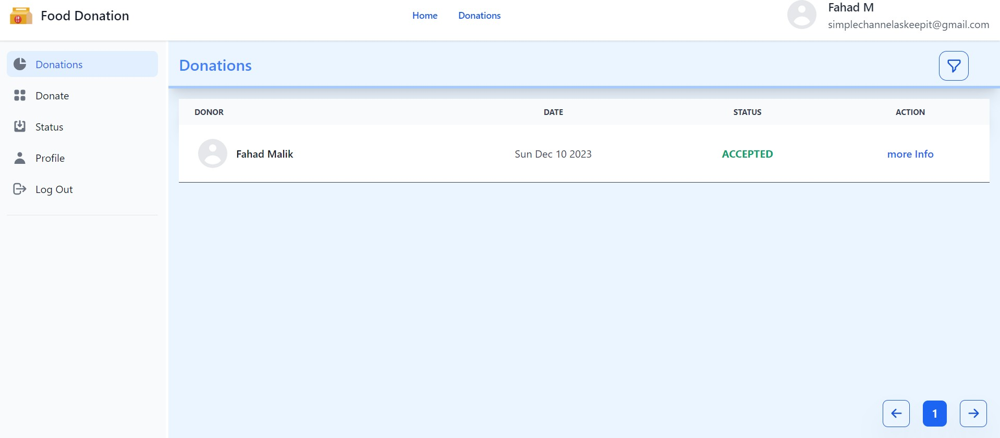 Food Donation
Home
Donations
Fahad M
simplechannelaskeepit@gmail.com
Donations
Donate
Status
Profile
Log Out
Donations
DONOR DATE STATUS ACTION
Fahad Malik Sun Dec 10 2023 ACCEPTED more Info
1